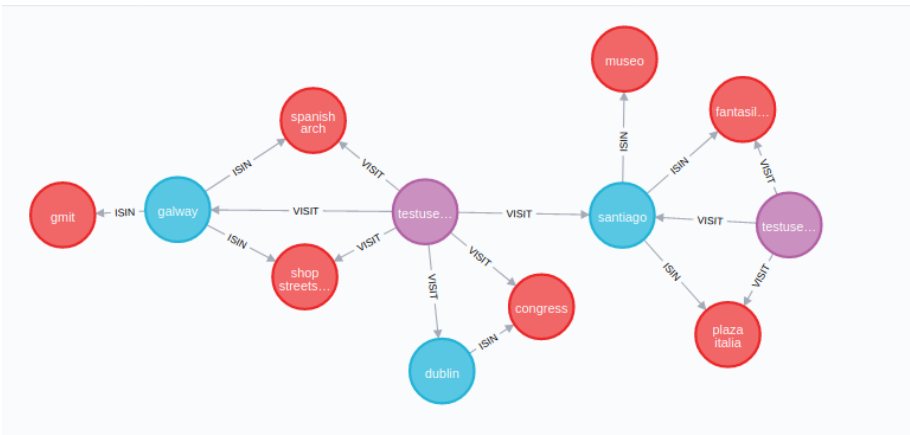 museo
fantasil...
spanish
arch
ISIN
VISIT
ISIN
ISIN
VISIT
gmit
ISIN
galway
VISIT
testuse...
VISIT
santiago
VISIT
testuse...
ISIN
VISIT
VISIT
ISIN
VISIT
shop
streets...
VISIT
congress
ISIN
plaza
italia
dublin